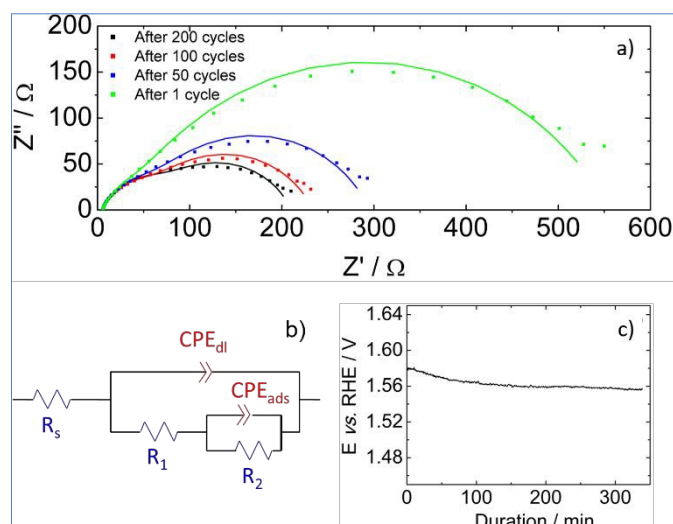 After 200 cycles
After 100 cycles
After 50 cycles
After 1 cycle
a)
Z'' / Ω
200
150
100
50
0
0 100 200 300 400 500 600
Z' / Ω
b)
CPEdl
CPEads
Rs
R1
R2
c)
E vs. RHE / V
1.64
1.60
1.56
1.52
1.48
0 100 200 300
Duration / min